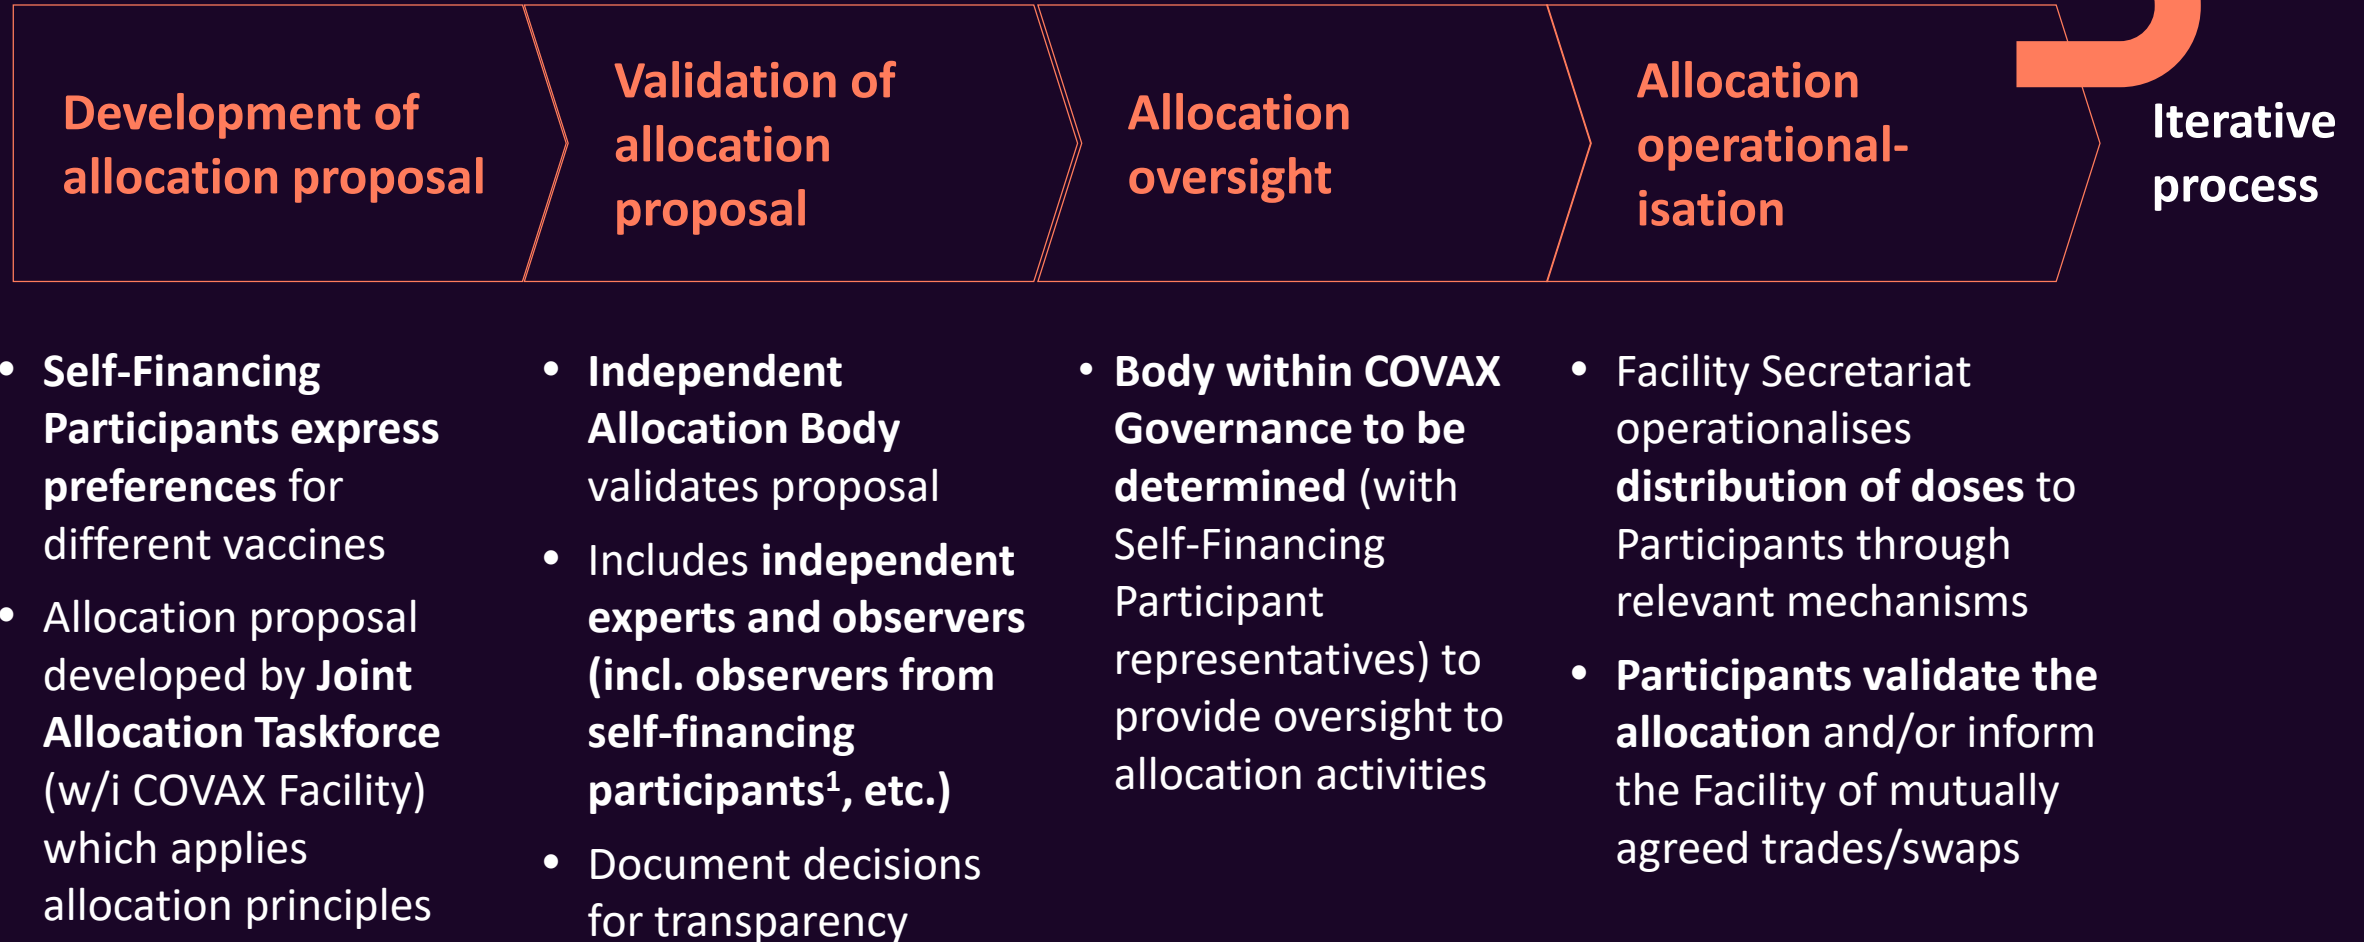 Development of
allocation proposal
Validation of
allocation
proposal
Allocation
oversight
Allocation
operational-
isation
Iterative
process
• Self-Financing
Participants express
preferences for
different vaccines
• Allocation proposal
developed by Joint
Allocation Taskforce
(w/i COVAX Facility)
which applies
allocation principles
• Independent
Allocation Body
validates proposal
• Includes independent
experts and observers
(incl. observers from
self-financing
participants¹, etc.)
• Document decisions
for transparency
• Body within COVAX
Governance to be
determined (with
Self-Financing
Participant
representatives) to
provide oversight to
allocation activities
• Facility Secretariat
operationalises
distribution of doses to
Participants through
relevant mechanisms
• Participants validate the
allocation and/or inform
the Facility of mutually
agreed trades/swaps